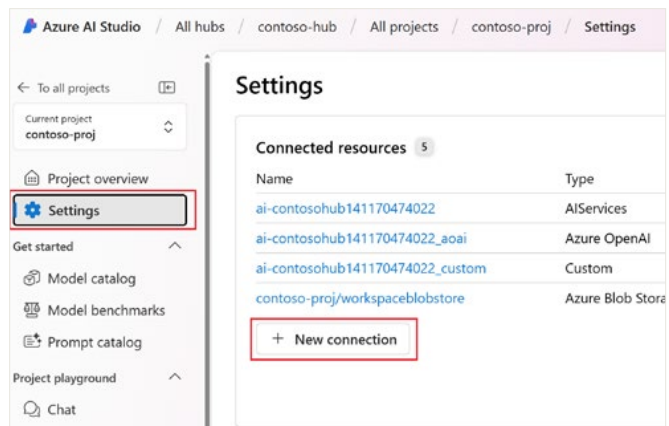 Azure AI Studio / All hubs / contoso-hub / All projects / contoso-proj / Settings
To all projects
Current project
contoso-proj
Project overview
Settings
Get started
Model catalog
Model benchmarks
Prompt catalog
Project playground
Chat
Settings
Connected resources 5
Name Type
ai-contosohub141170474022 AIServices
ai-contosohub141170474022_aoai Azure OpenAI
ai-contosohub141170474022_custom Custom
contoso-proj/workspaceblobstore Azure Blob Stora
+ New connection